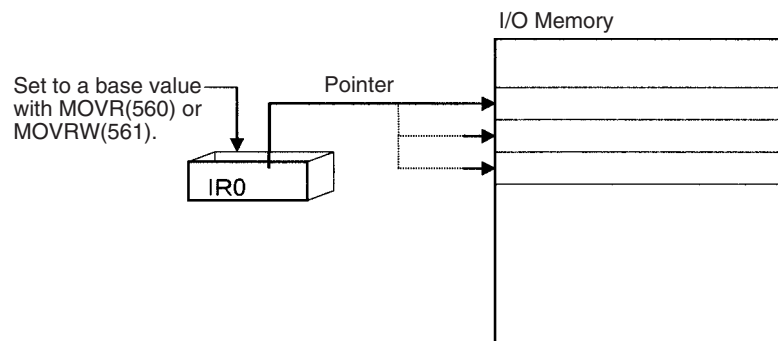 I/O Memory
Set to a base value
with MOVR(560) or
MOVRW(561).
Pointer
IR0